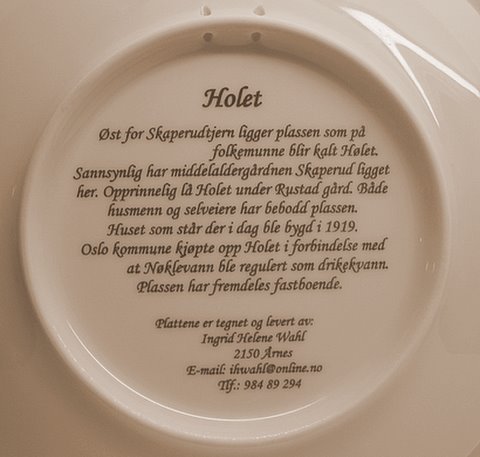 Holet
Øst for Skaperudtjern ligger plassen som på
folkemunne blir kalt Hølet.
Sannsynlig har middelaldergårdnen Skaperud ligget
her. Opprinnelig lå Holet under Rustad gård. Både
husmenn og selveiere har bebodd plassen.
Huset som står der i dag ble bygd i 1919.
Oslo kommune kjøpte opp Holet i forbindelse med
at Nøklevann ble regulert som drikekvann.
Plassen har fremdeles fastboende.
Plattene er tegnet og levert av:
Ingrid Helene Wahl
2150 Årnes
E-mail: ihwahl@online.no
Tlf.: 984 89 294